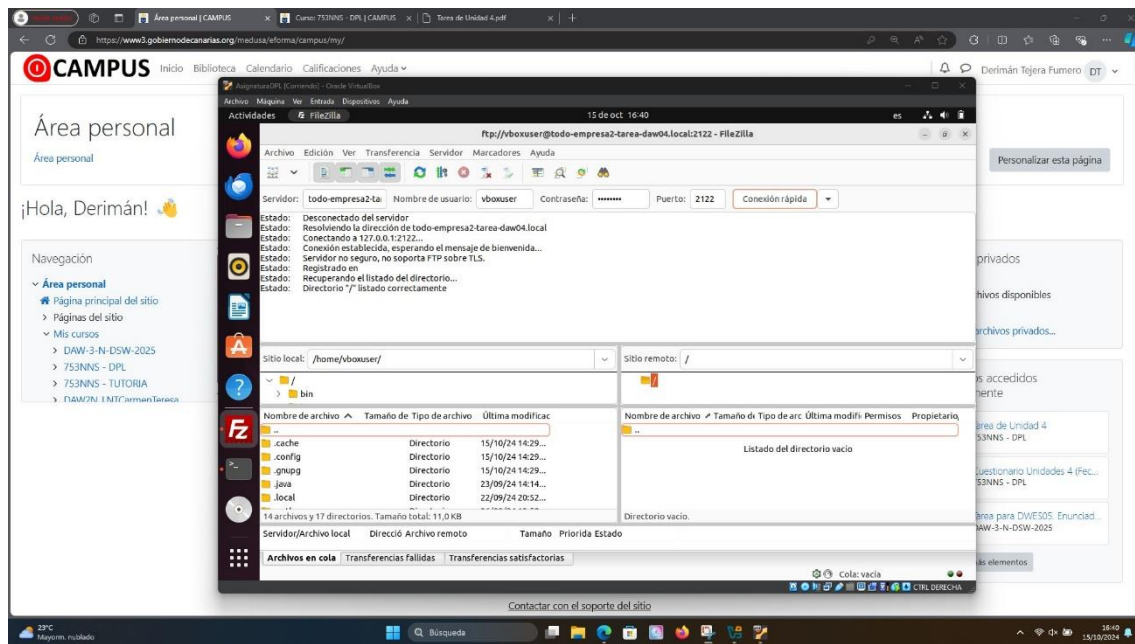 Área personal | CAMPUS
Curso: 753NNS - DPL | CAMPUS
Tarea de Unidad 4.pdf
https://www3.gobiernodecanarias.org/medusa/eforma/campus/my/
CAMPUS Inicio Biblioteca Calendario Calificaciones Ayuda
Derimán Tejera Fumero DT
AsignaturaDPL [Corriendo] - Oracle VirtualBox
Archivo Máquina Ver Entrada Dispositivos Ayuda
Actividades FileZilla 15 de oct 16:40 es
ftp://vboxuser@todo-empresa2-tarea-daw04.local:2122 - FileZilla
Archivo Edición Ver Transferencia Servidor Marcadores Ayuda
Servidor: todo-empresa2-ta Nombre de usuario: vboxuser Contraseña: •••••••• Puerto: 2122 Conexión rápida
Estado: Desconectado del servidor
Estado: Resolviendo la dirección de todo-empresa2-tarea-daw04.local
Estado: Conectando a 127.0.0.1:2122...
Estado: Conexión establecida, esperando el mensaje de bienvenida...
Estado: Servidor no seguro, no soporta FTP sobre TLS.
Estado: Registrado en
Estado: Recuperando el listado del directorio...
Estado: Directorio "/" listado correctamente
Sitio local: /home/vboxuser/
/
bin
Sitio remoto: /
/
Nombre de archivo Tamaño de Tipo de archivo Última modificac
..
.cache Directorio 15/10/24 14:29...
.config Directorio 15/10/24 14:29...
.gnupg Directorio 15/10/24 14:29...
.java Directorio 23/09/24 14:14...
.local Directorio 22/09/24 20:52...
14 archivos y 17 directorios. Tamaño total: 11,0 KB
Nombre de archivo Tamaño de Tipo de arc Última modifi Permisos Propietario
..
Listado del directorio vacío
Directorio vacío.
Servidor/Archivo local Direcció Archivo remoto Tamaño Priorida Estado
Archivos en cola Transferencias fallidas Transferencias satisfactorias
Cola: vacía
CTRL DERECHA
Área personal
Área personal
Personalizar esta página
¡Hola, Derimán!
Navegación
Área personal
Página principal del sitio
Páginas del sitio
Mis cursos
DAW-3-N-DSW-2025
753NNS - DPL
753NNS - TUTORIA
DAW2N_LNTCarmenTeresa
privados
hivos disponibles
archivos privados...
os accedidos
mente
area de Unidad 4
53NNS - DPL
Cuestionario Unidades 4 (Fec...
53NNS - DPL
area para DWES05. Enunciad...
DAW-3-N-DSW-2025
ás elementos
Contactar con el soporte del sitio
23°C
Mayorm. nublado
Búsqueda
16:40
15/10/2024